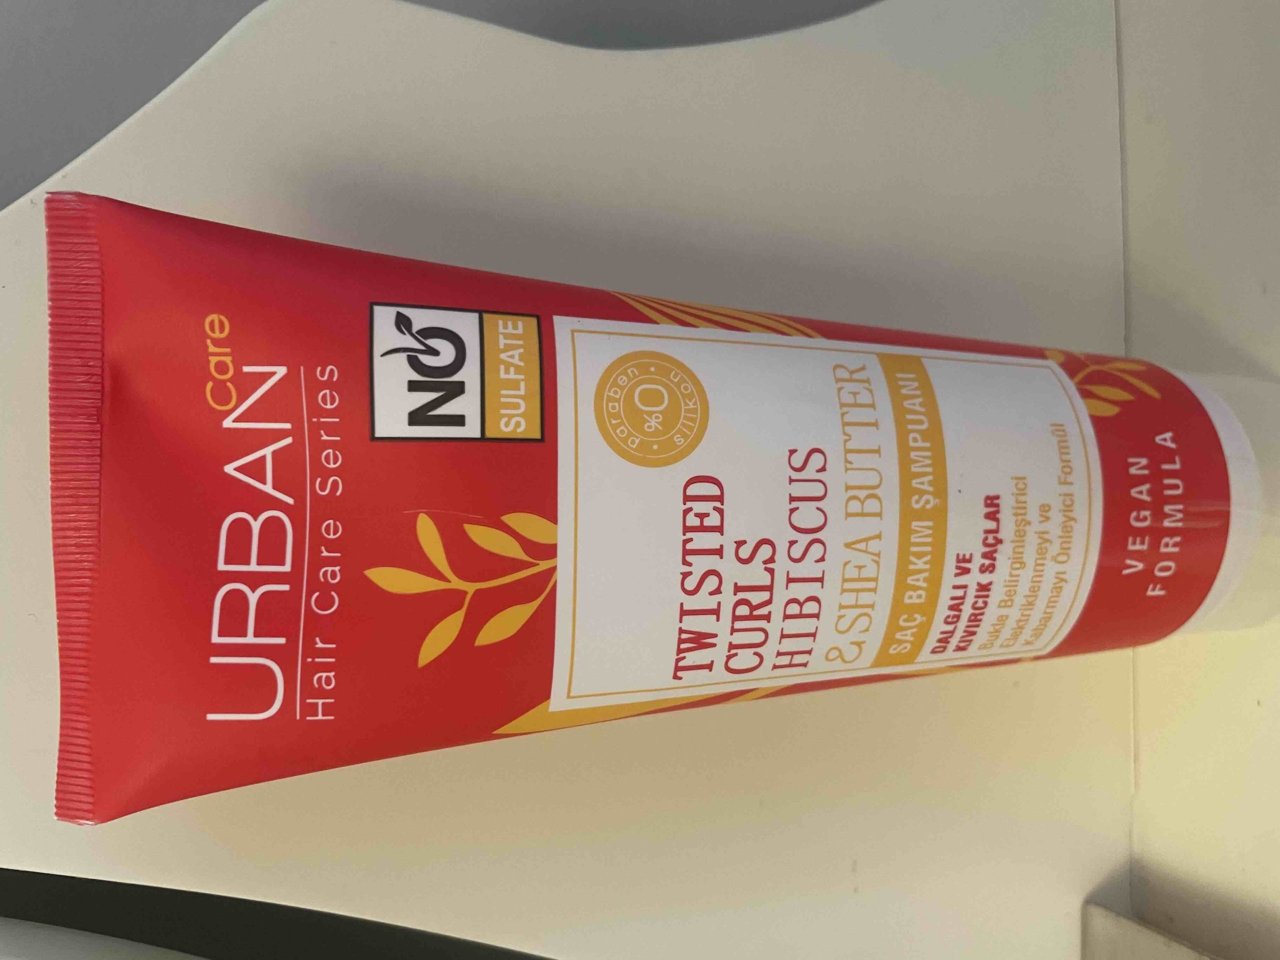 URBAN
care
Hair Care Series
NO
SULFATE
paraben
%0
silikon
TWISTED
CURLS
HIBISCUS
& SHEA BUTTER
SAÇ BAKIM ŞAMPUANI
DALGALI VE
KIVIRCIK SAÇLAR
Bukle Belirginleştirici
Elektriklenmeyi ve
Kabarmayı Önleyici Formül
VEGAN
FORMULA